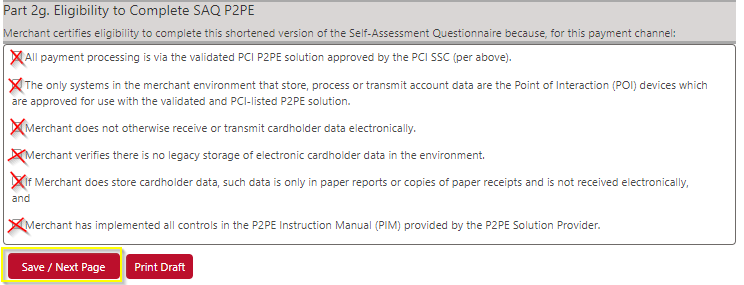 Part 2g. Eligibility to Complete SAQ P2PE
Merchant certifies eligibility to complete this shortened version of the Self-Assessment Questionnaire because, for this payment channel:
All payment processing is via the validated PCI P2PE solution approved by the PCI SSC (per above).
The only systems in the merchant environment that store, process or transmit account data are the Point of Interaction (POI) devices which
are approved for use with the validated and PCI-listed P2PE solution.
Merchant does not otherwise receive or transmit cardholder data electronically.
Merchant verifies there is no legacy storage of electronic cardholder data in the environment.
If Merchant does store cardholder data, such data is only in paper reports or copies of paper receipts and is not received electronically,
and
Merchant has implemented all controls in the P2PE Instruction Manual (PIM) provided by the P2PE Solution Provider.
Save / Next Page Print Draft